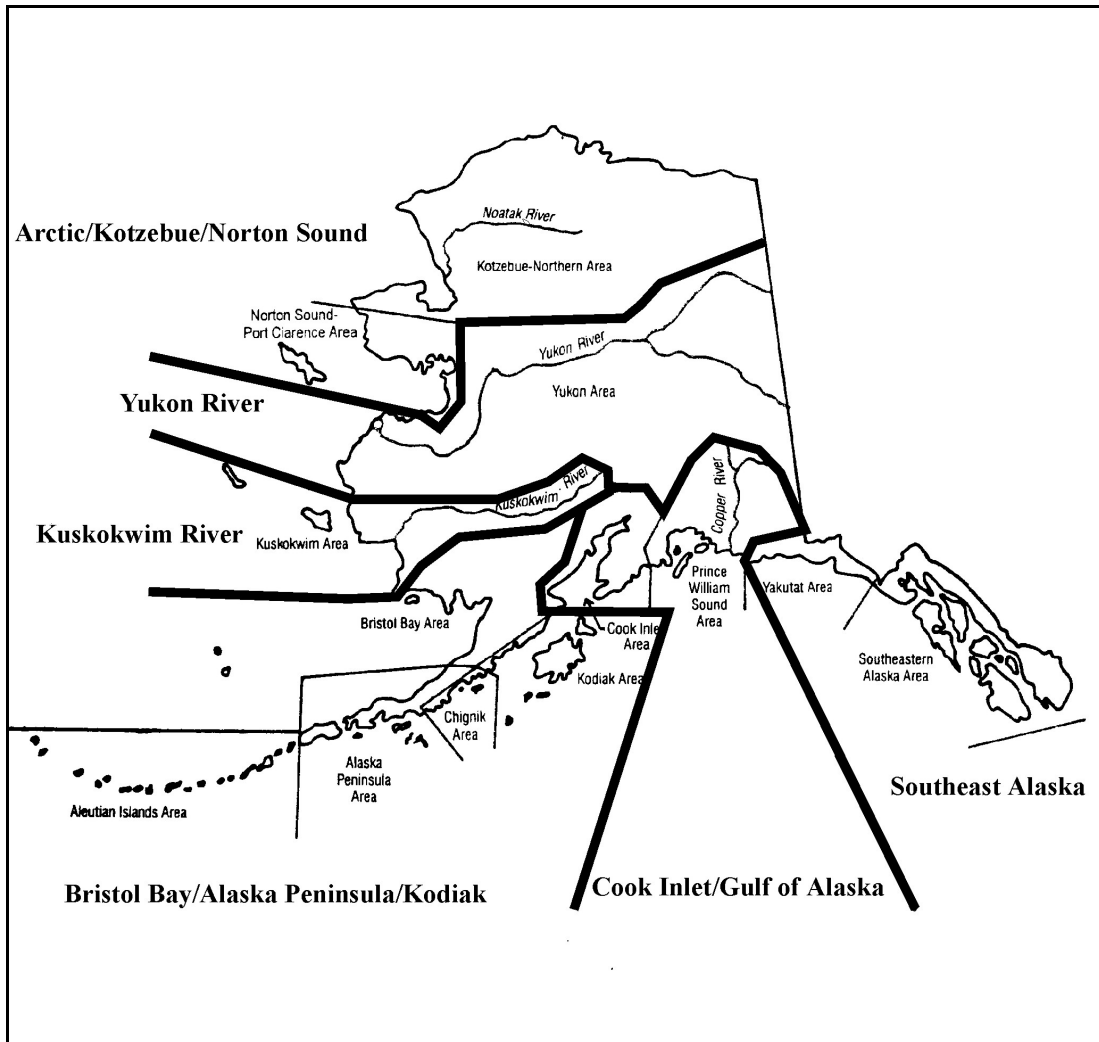 Noatak River
Arctic/Kotzebue/Norton Sound
Kotzebue-Northern Area
Norton Sound-
Port Clarence Area
Yukon River
Yukon Area
Yukon River
Kuskokwim River
Copper River
Kuskokwim River
Kuskokwim Area
Prince
William
Sound
Area
Yakutat Area
Bristol Bay Area
Cook Inlet
Area
Southeastern
Alaska Area
Kodiak Area
Chignik
Area
Alaska
Peninsula
Area
Aleutian Islands Area
Southeast Alaska
Bristol Bay/Alaska Peninsula/Kodiak
Cook Inlet/Gulf of Alaska